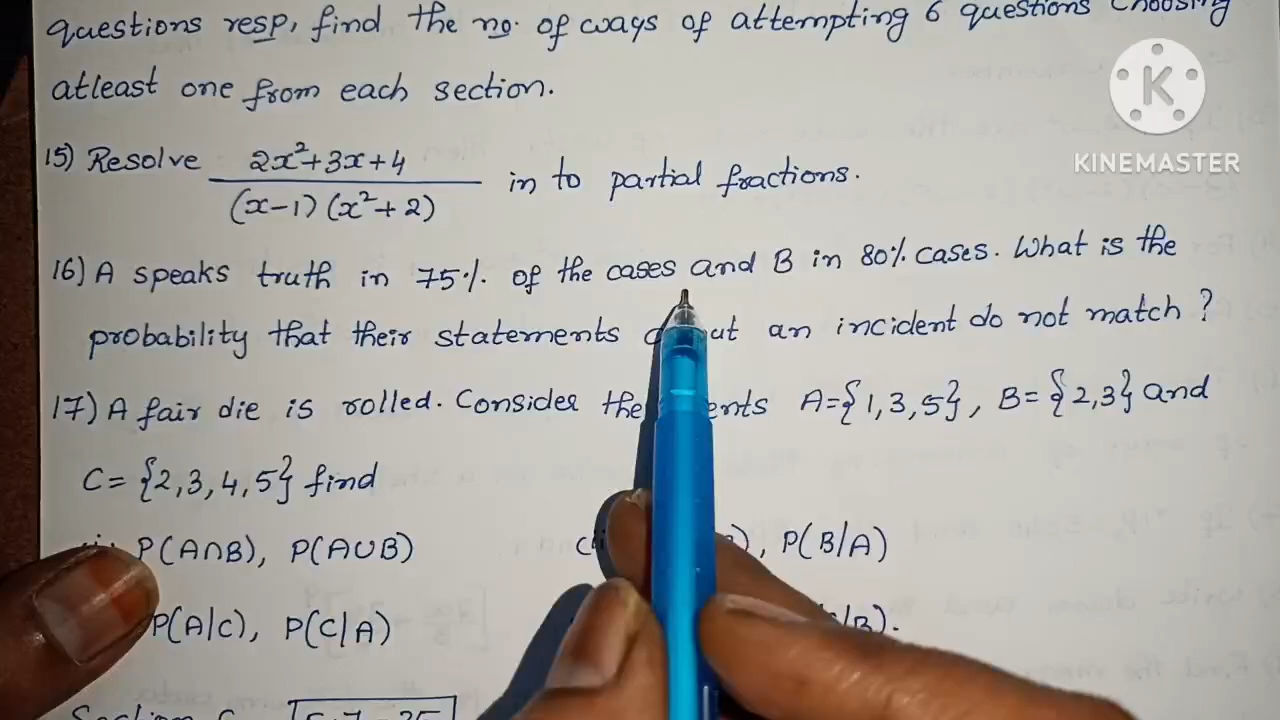 questions resp, find the no of ways of attempting 6 questions choosing
atleast one from each section.
15) Resolve 2x²+3x+4 / (x-1)(x²+2) in to partial fractions.
16) A speaks truth in 75% of the cases and B in 80% cases. What is the
probability that their statements an incident do not match ?
17) A fair die is rolled. Consider the A={1,3,5}, B={2,3} and
C={2,3,4,5} find
P(A∩B), P(A∪B) , P(B/A)
P(A/C), P(C/A)
K
KINEMASTER